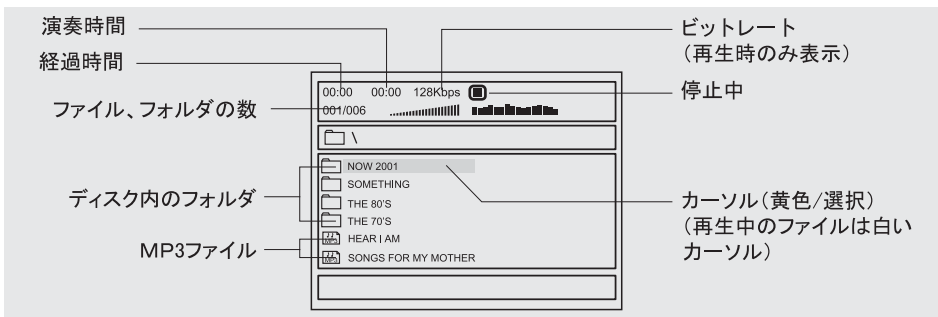 演奏時間
経過時間
ファイル、フォルダの数
ディスク内のフォルダ
MP3ファイル
00:00 00:00 128Kbps
001/006
\
NOW 2001
SOMETHING
THE 80'S
THE 70'S
MP3 HEAR I AM
MP3 SONGS FOR MY MOTHER
ビットレート
(再生時のみ表示)
停止中
カーソル(黄色/選択)
(再生中のファイルは白い
カーソル)